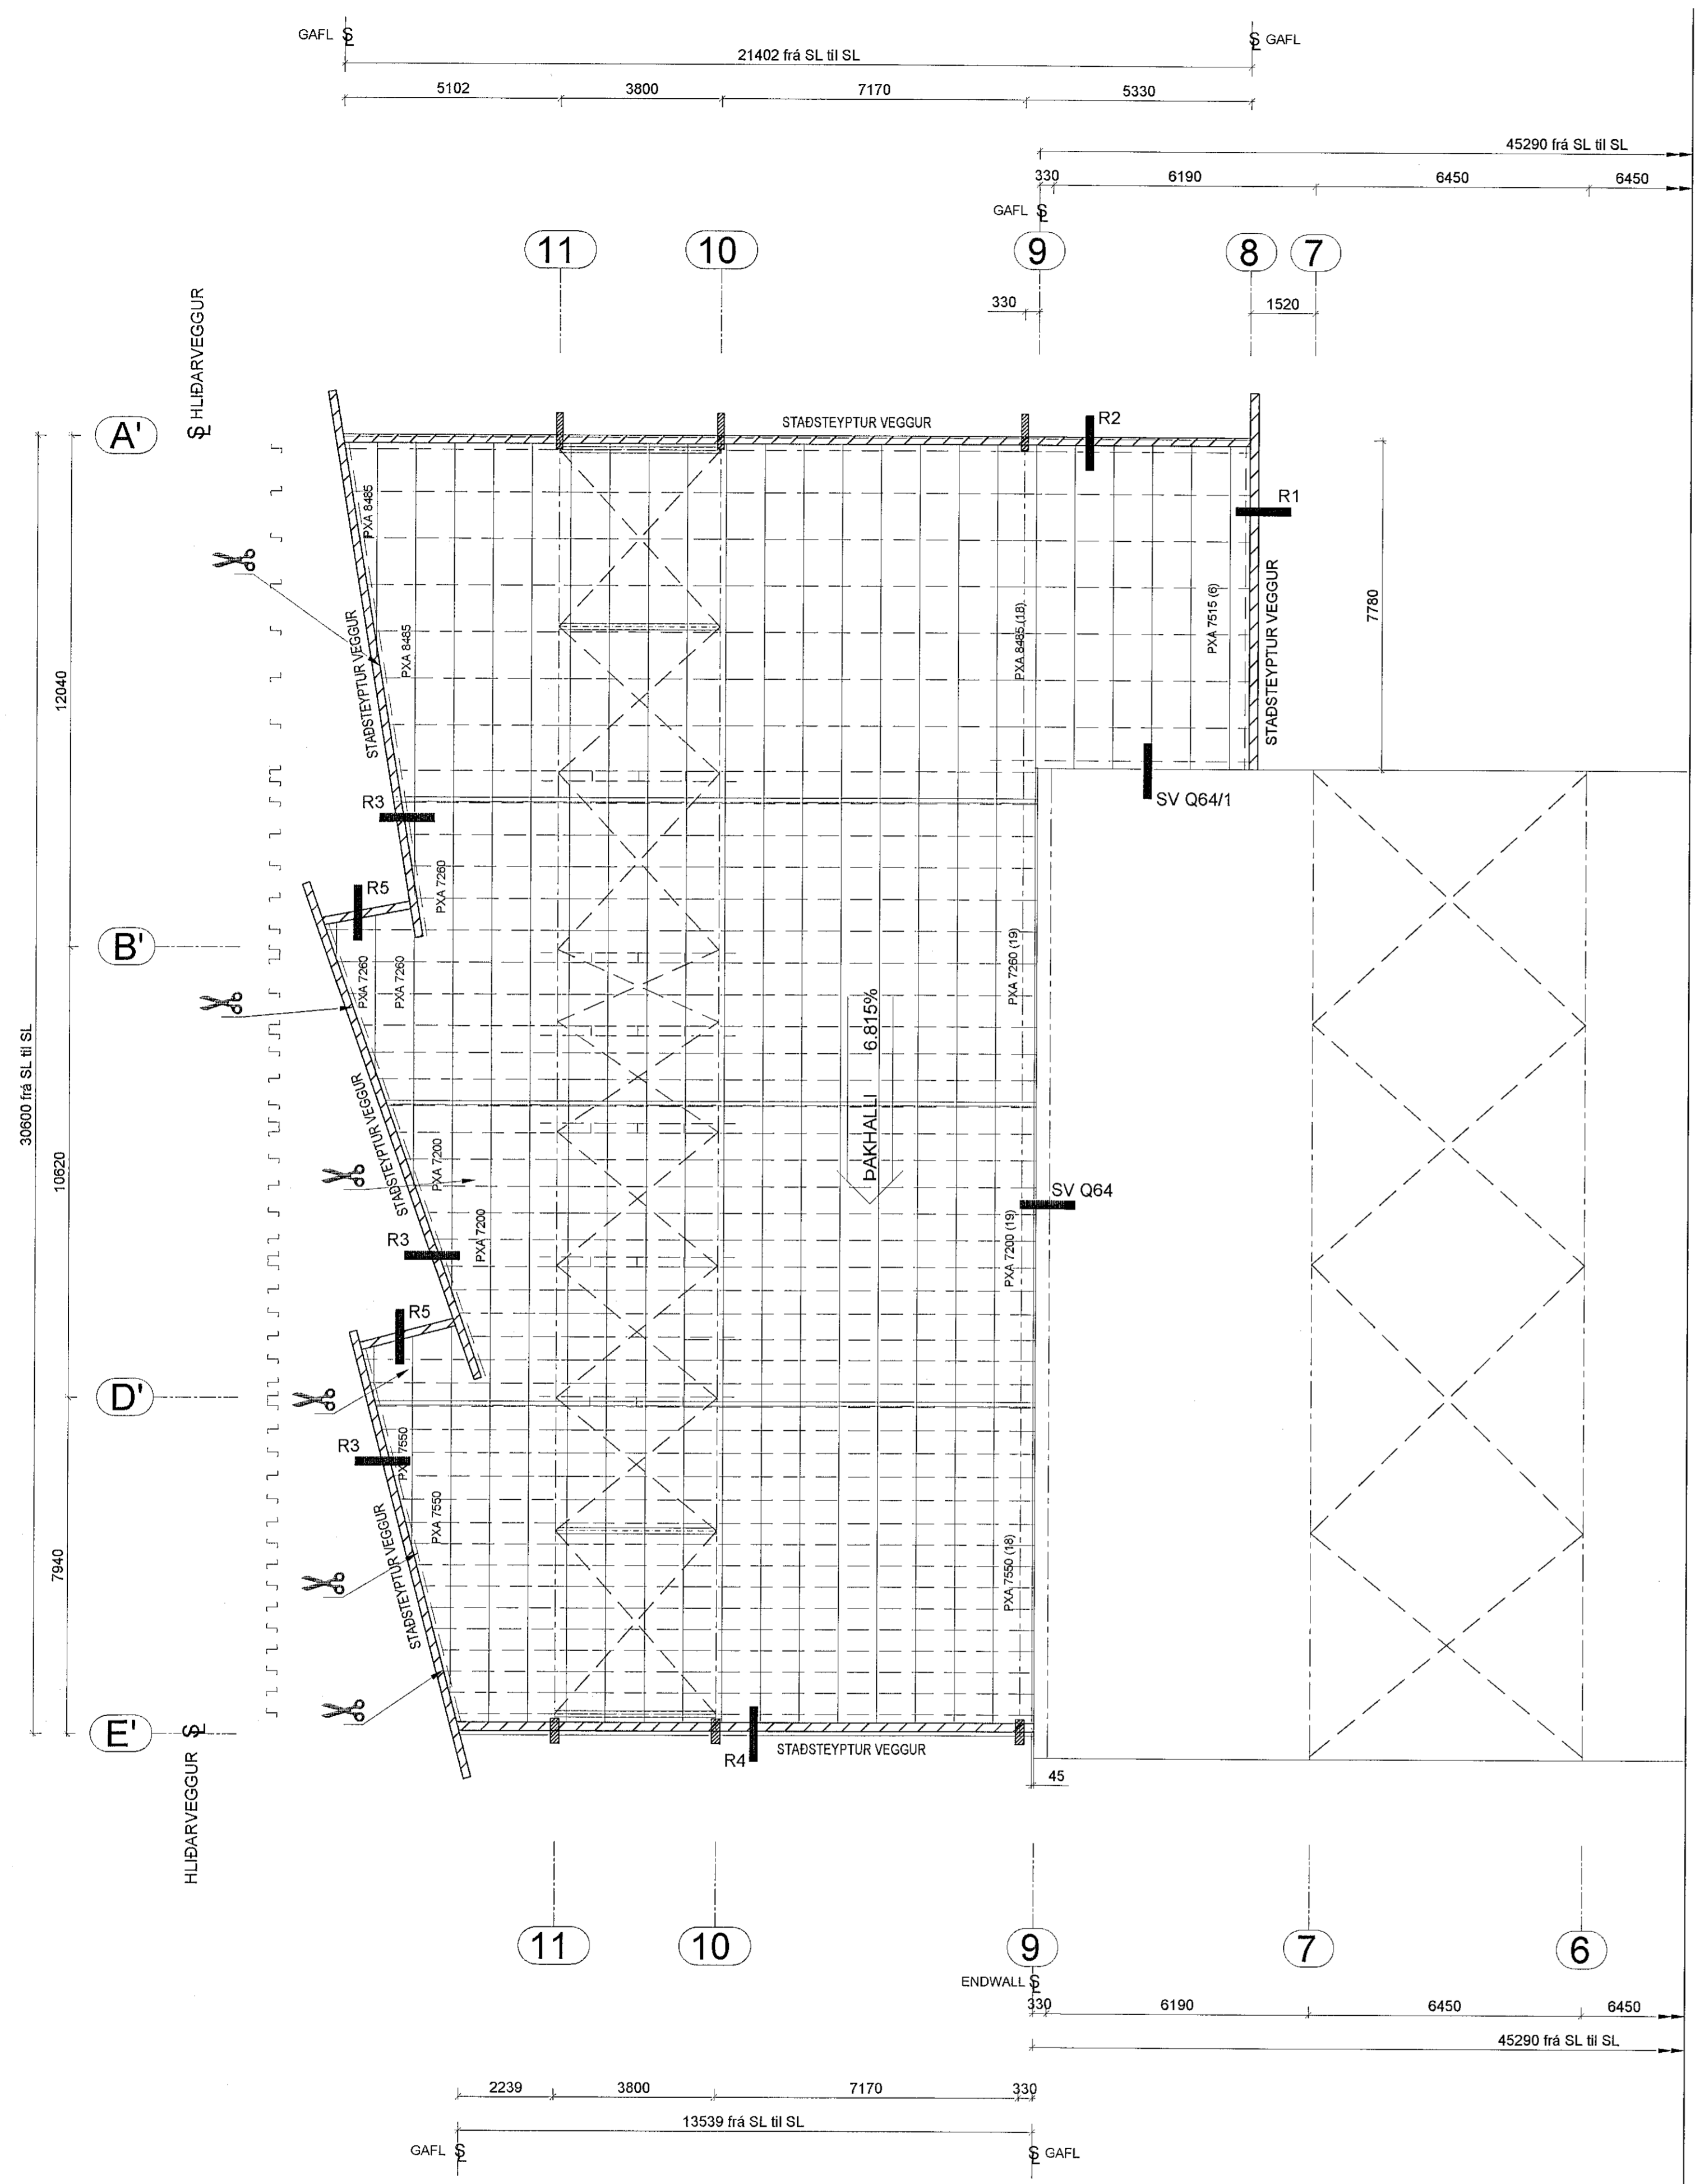 GAFL
GAFL
21402 frá SL til SL
5102
3800
7170
5330
45290 frá SL til SL
330
6190
6450
6450
GAFL
11
10
9
8
7
330
1520
HLIÐARVEGGUR
A'
STAÐSTEYPTUR VEGGUR
R2
R1
PXA 8485
STAÐSTEYPTUR VEGGUR
PXA 8485
PXA 8485 (18)
PXA 7515 (6)
STAÐSTEYPTUR VEGGUR
7780
12040
R3
SV Q64/1
PXA 7260
R5
B'
PXA 7260
PXA 7260
PXA 7260 (19)
30600 frá SL til SL
ÞAKHALLI 6.815%
STAÐSTEYPTUR VEGGUR
PXA 7200
10620
SV Q64
R3
PXA 7200
PXA 7200 (19)
R5
D'
R3
PXA 7550
PXA 7550
STAÐSTEYPTUR VEGGUR
PXA 7550 (18)
7940
E'
HLIÐARVEGGUR
R4
STAÐSTEYPTUR VEGGUR
45
11
10
9
7
6
ENDWALL
330
6190
6450
6450
45290 frá SL til SL
2239
3800
7170
330
13539 frá SL til SL
GAFL
GAFL